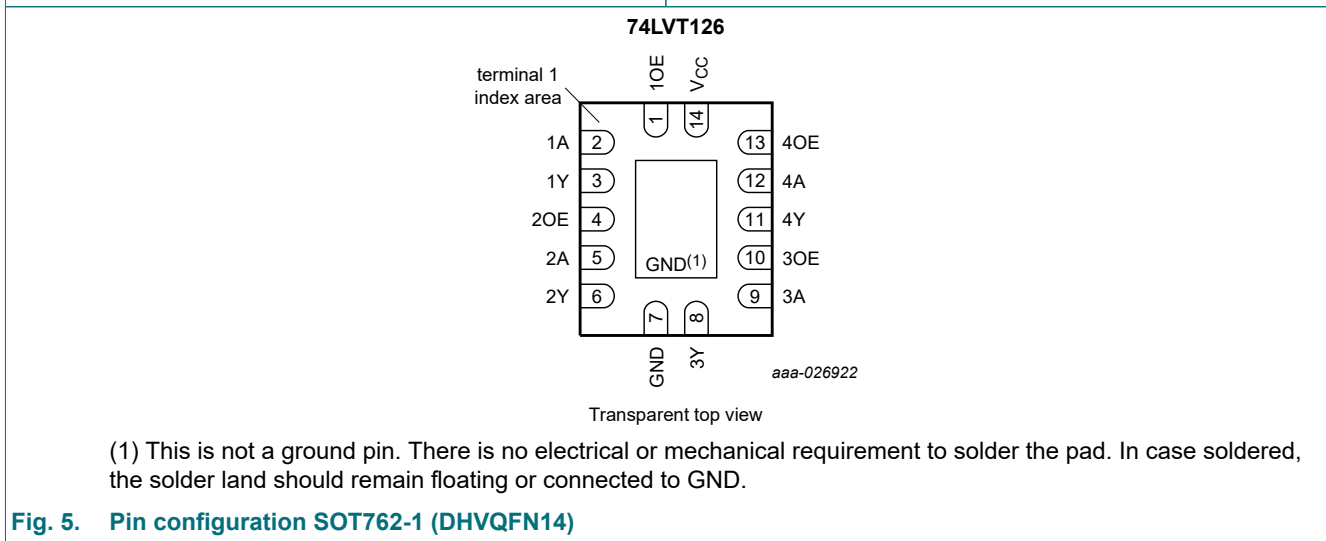 74LVT126
terminal 1
index area
1OE
VCC
1
14
1A 2
13 4OE
1Y 3
12 4A
2OE 4
11 4Y
2A 5
GND(1)
10 3OE
2Y 6
9 3A
7
8
GND
3Y
aaa-026922
Transparent top view
(1) This is not a ground pin. There is no electrical or mechanical requirement to solder the pad. In case soldered,
the solder land should remain floating or connected to GND.
Fig. 5. Pin configuration SOT762-1 (DHVQFN14)